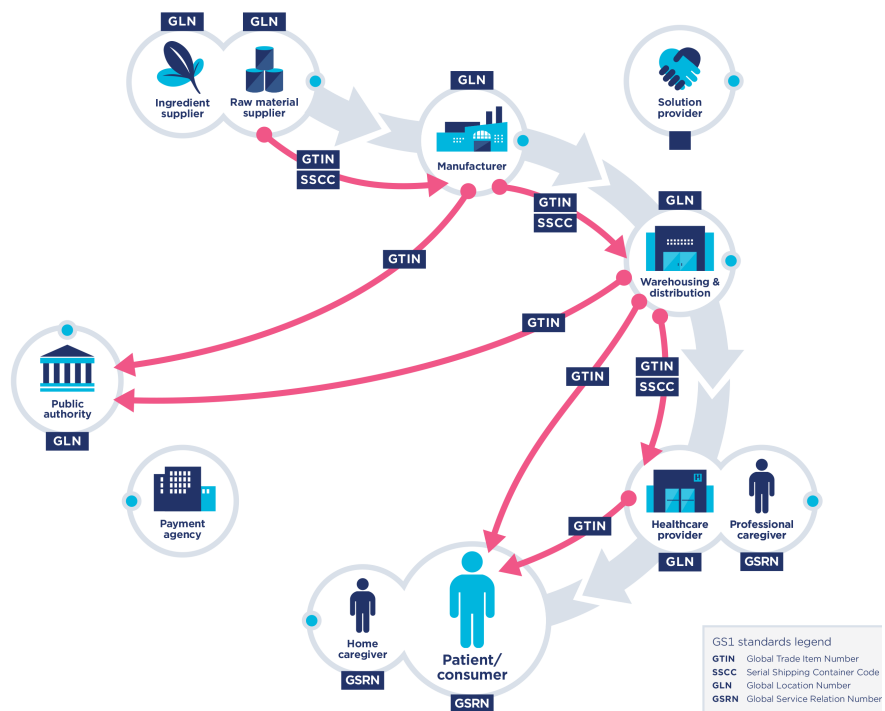 GLN
GLN
Ingredient
supplier
Raw material
supplier
GLN
Manufacturer
Solution
provider
GTIN
SSCC
GTIN
SSCC
GLN
Warehousing &
distribution
GTIN
GTIN
GTIN
GTIN
SSCC
Public
authority
GLN
Payment
agency
Healthcare
provider
GLN
Professional
caregiver
GSRN
GTIN
Home
caregiver
GSRN
Patient/
consumer
GSRN
H
GS1 standards legend
GTIN Global Trade Item Number
SSCC Serial Shipping Container Code
GLN Global Location Number
GSRN Global Service Relation Number